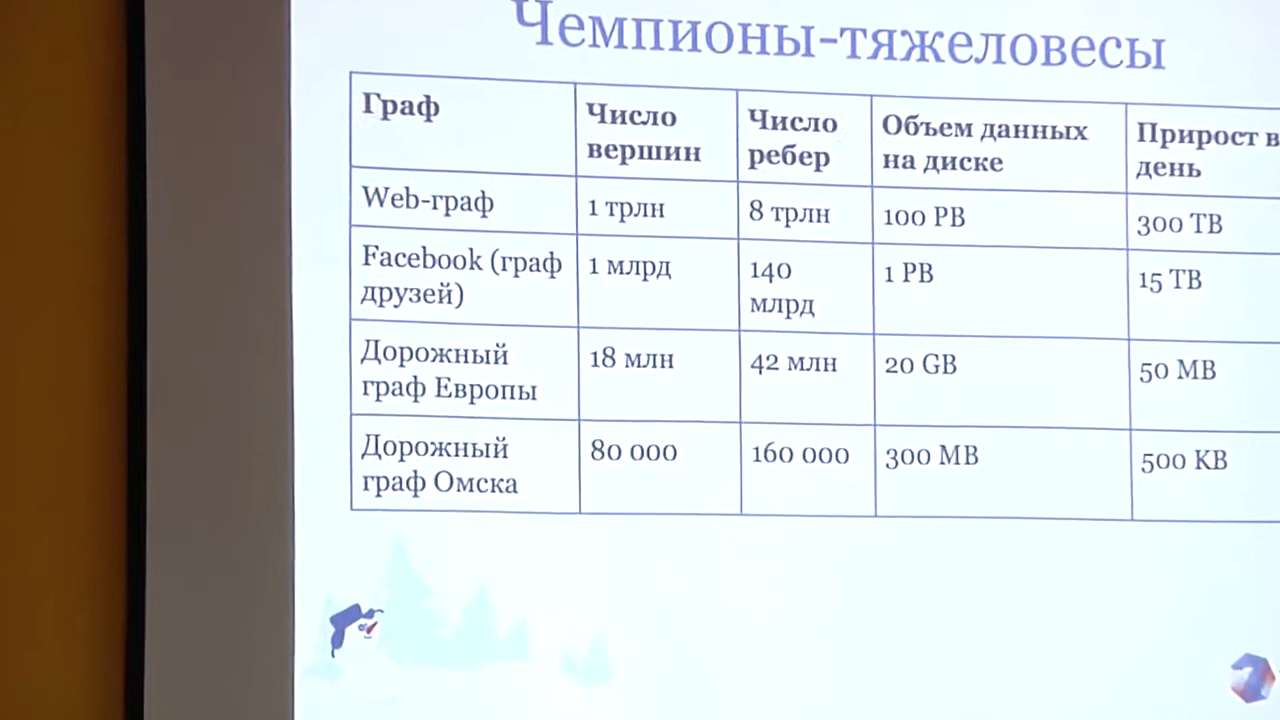 Чемпионы-тяжеловесы
Граф
Число
вершин
Число
ребер
Объем данных
на диске
Прирост в
день
Web-граф
1 трлн
8 трлн
100 PB
300 TB
Facebook (граф
друзей)
1 млрд
140
млрд
1 PB
15 TB
Дорожный
граф Европы
18 млн
42 млн
20 GB
50 MB
Дорожный
граф Омска
80 000
160 000
300 MB
500 KB